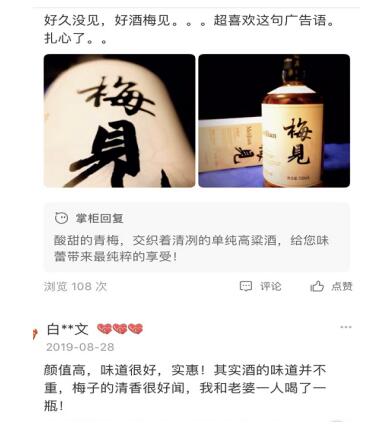 好久没见，好酒梅见。。。超喜欢这句广告语。
扎心了。。
梅
見
梅
見
掌柜回复
酸甜的青梅，交织着清冽的单纯高粱酒，给您味
蕾带来最纯粹的享受！
浏览 108 次
评论
点赞
白**文
2019-08-28
颜值高，味道很好，实惠！其实酒的味道并不
重，梅子的清香很好闻，我和老婆一人喝了一
瓶！